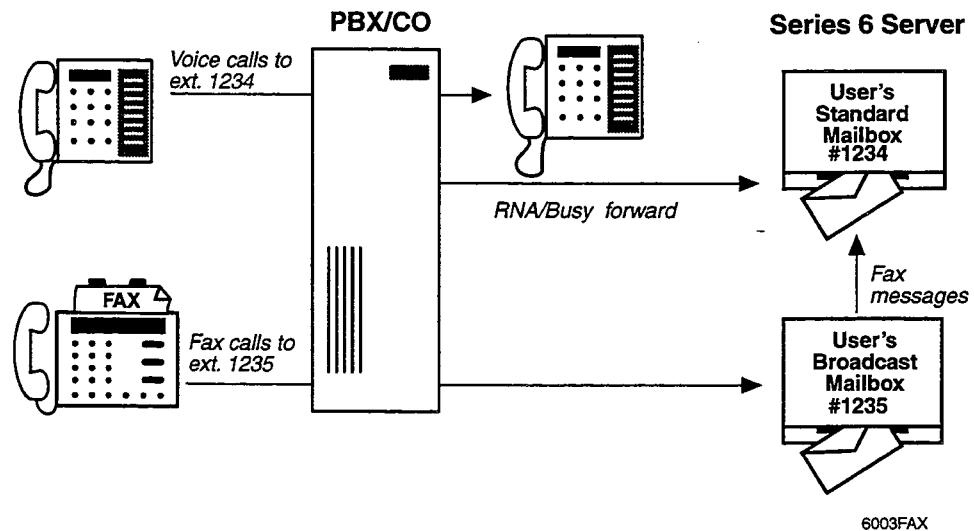 PBX/CO
Series 6 Server
Voice calls to
ext. 1234
User's
Standard
Mailbox
#1234
RNA/Busy forward
FAX
Fax calls to
ext. 1235
Fax
messages
User's
Broadcast
Mailbox
#1235
6003FAX